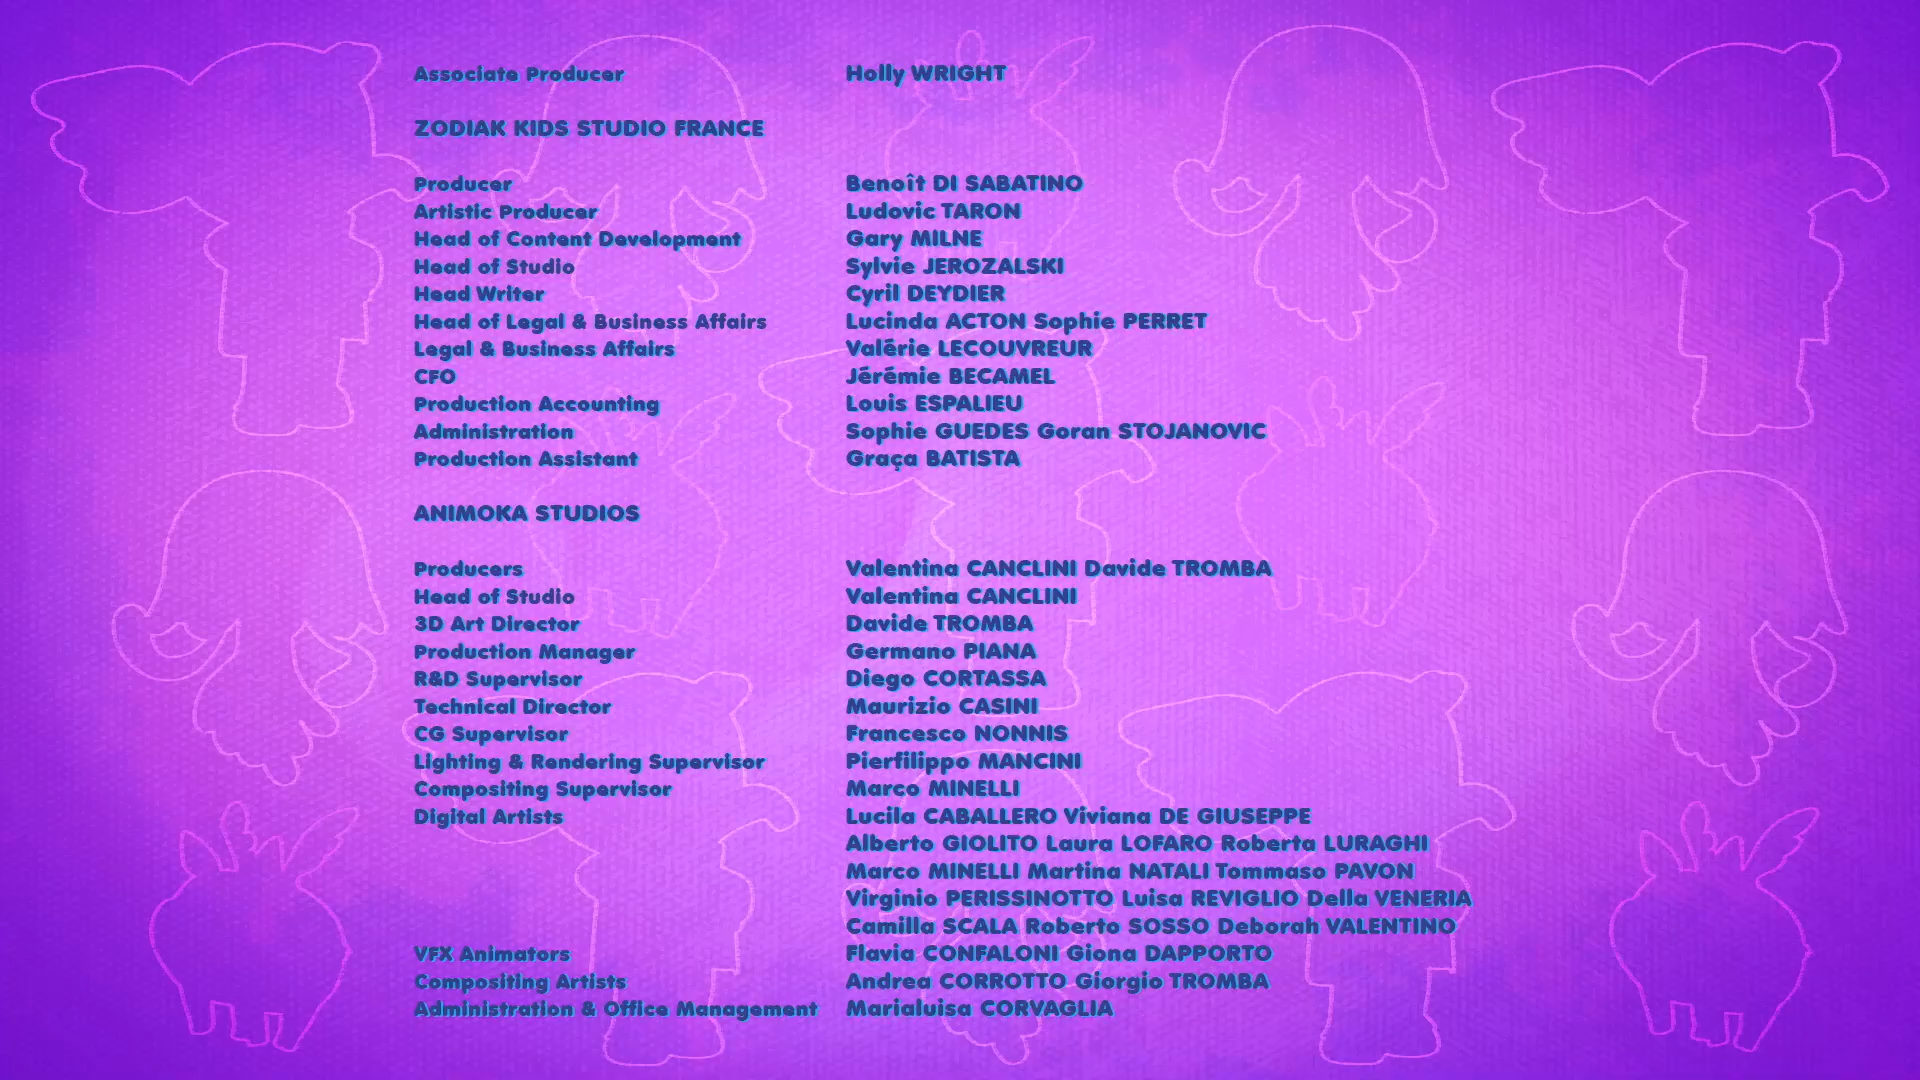 Associate Producer Holly WRIGHT
ZODIAK KIDS STUDIO FRANCE
Producer Benoît DI SABATINO
Artistic Producer Ludovic TARON
Head of Content Development Gary MILNE
Head of Studio Sylvie JEROZALSKI
Head Writer Cyril DEYDIER
Head of Legal & Business Affairs Lucinda ACTON Sophie PERRET
Legal & Business Affairs Valérie LECOUVREUR
CFO Jérémie BECAMEL
Production Accounting Louis ESPALIEU
Administration Sophie GUEDES Goran STOJANOVIC
Production Assistant Graça BATISTA
ANIMOKA STUDIOS
Producers Valentina CANCLINI Davide TROMBA
Head of Studio Valentina CANCLINI
3D Art Director Davide TROMBA
Production Manager Germano PIANA
R&D Supervisor Diego CORTASSA
Technical Director Maurizio CASINI
CG Supervisor Francesco NONNIS
Lighting & Rendering Supervisor Pierfilippo MANCINI
Compositing Supervisor Marco MINELLI
Digital Artists Lucila CABALLERO Viviana DE GIUSEPPE
Alberto GIOLITO Laura LOFARO Roberta LURAGHI
Marco MINELLI Martina NATALI Tommaso PAVON
Virginio PERISSINOTTO Luisa REVIGLIO Della VENERIA
Camilla SCALA Roberto SOSSO Deborah VALENTINO
VFX Animators Flavia CONFALONI Giona DAPPORTO
Compositing Artists Andrea CORROTTO Giorgio TROMBA
Administration & Office Management Marialuisa CORVAGLIA